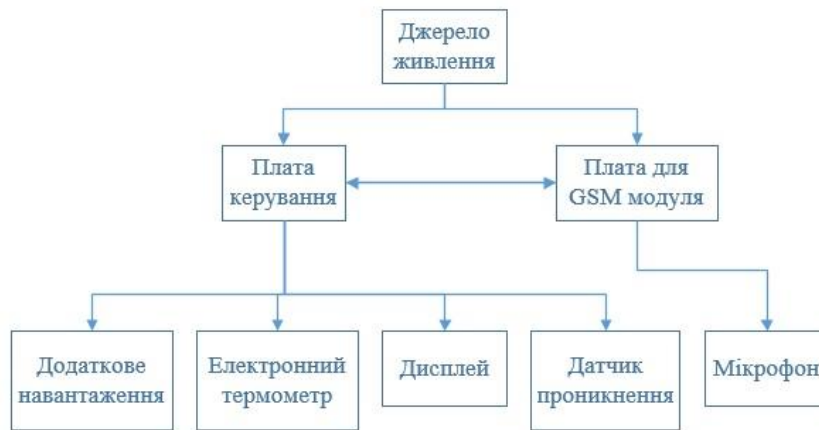 Джерело
живлення
Плата
керування
Плата для
GSM модуля
Додаткове
навантаження
Електронний
термометр
Дисплей
Датчик
проникнення
Мікрофон